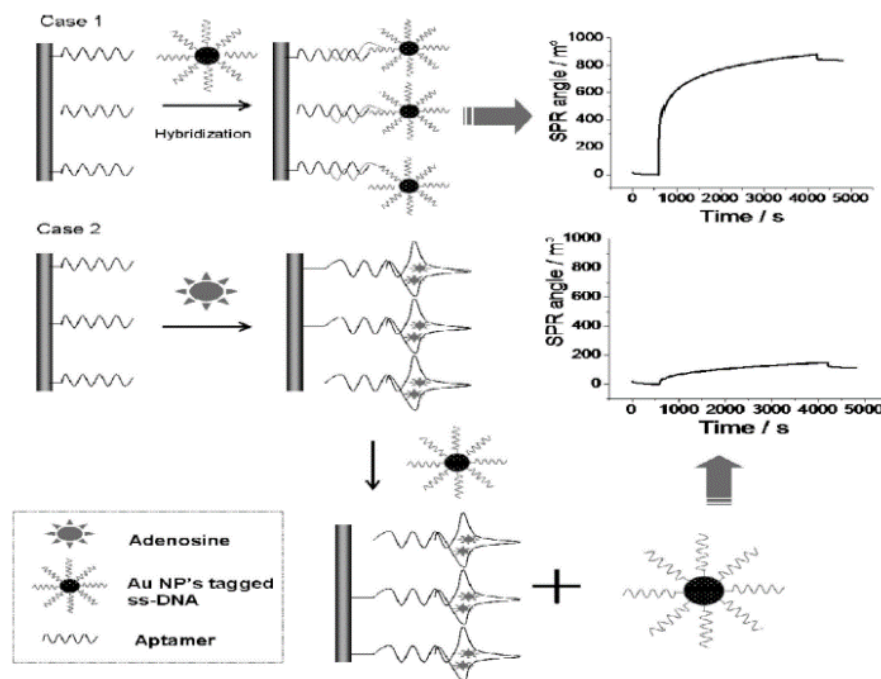 Case 1
Hybridization
SPR angle / m°
1000
800
600
400
200
0
0 1000 2000 3000 4000 5000
Time / s
Case 2
SPR angle / m°
1000
800
600
400
200
0
0 1000 2000 3000 4000 5000
Time / s
Adenosine
Au NP's tagged
ss-DNA
Aptamer